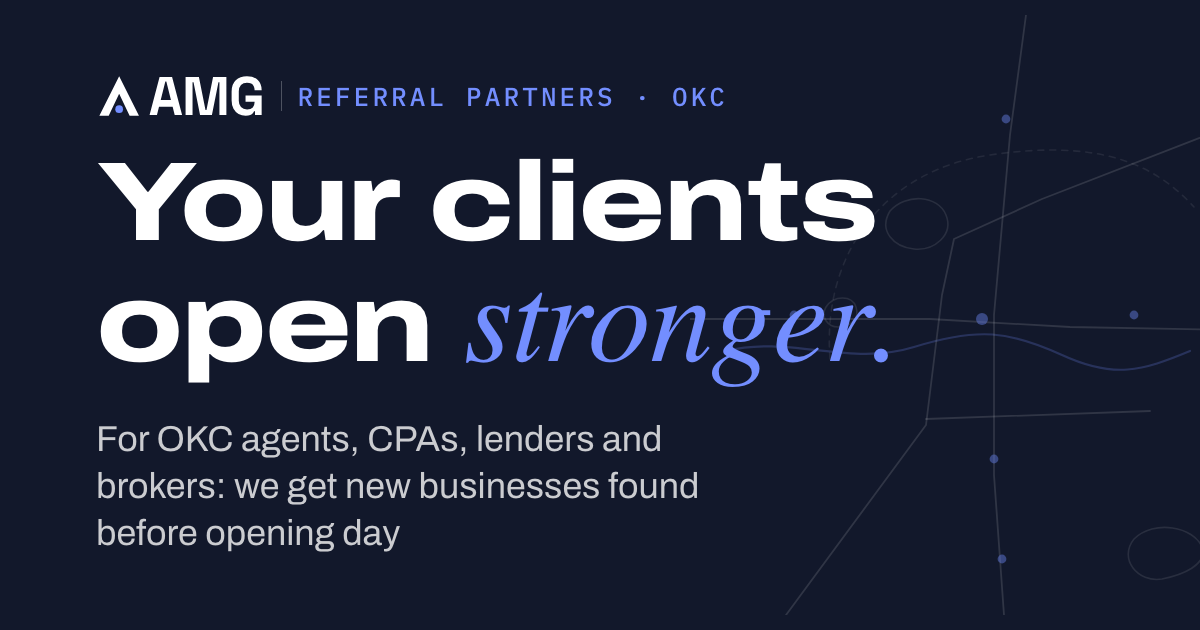 AMG REFERRAL PARTNERS · OKC
Your clients
open stronger.
For OKC agents, CPAs, lenders and
brokers: we get new businesses found
before opening day